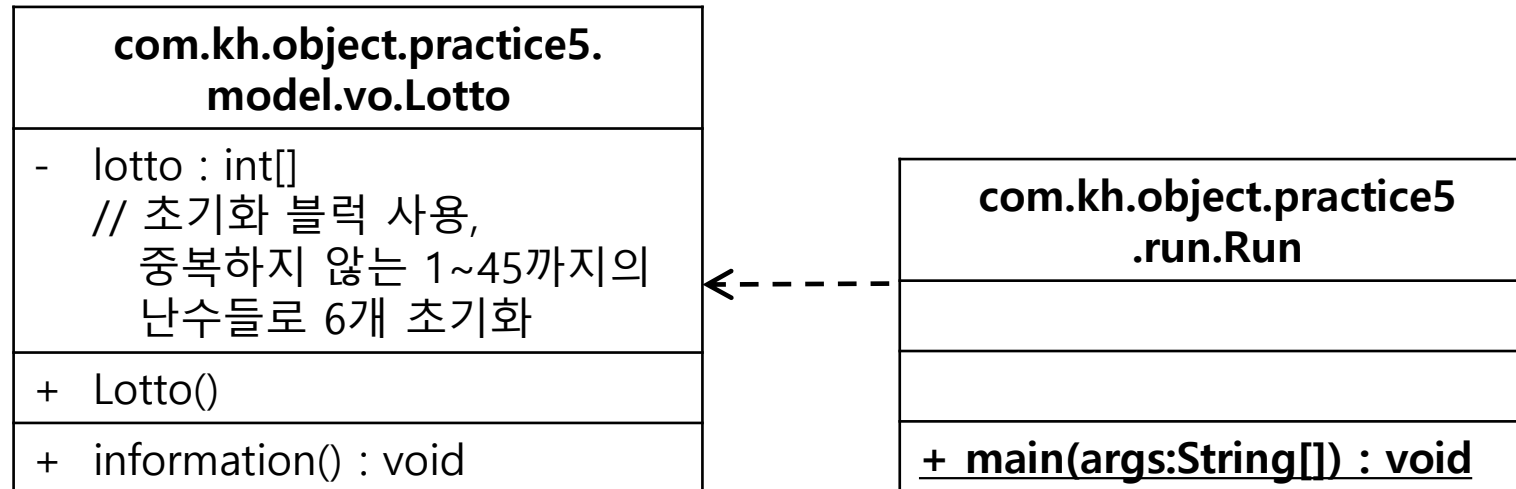 com.kh.object.practice5.
model.vo.Lotto
- lotto : int[]
// 초기화 블럭 사용,
중복하지 않는 1~45까지의
난수들로 6개 초기화
+ Lotto()
+ information() : void
com.kh.object.practice5
.run.Run
+ main(args:String[]) : void